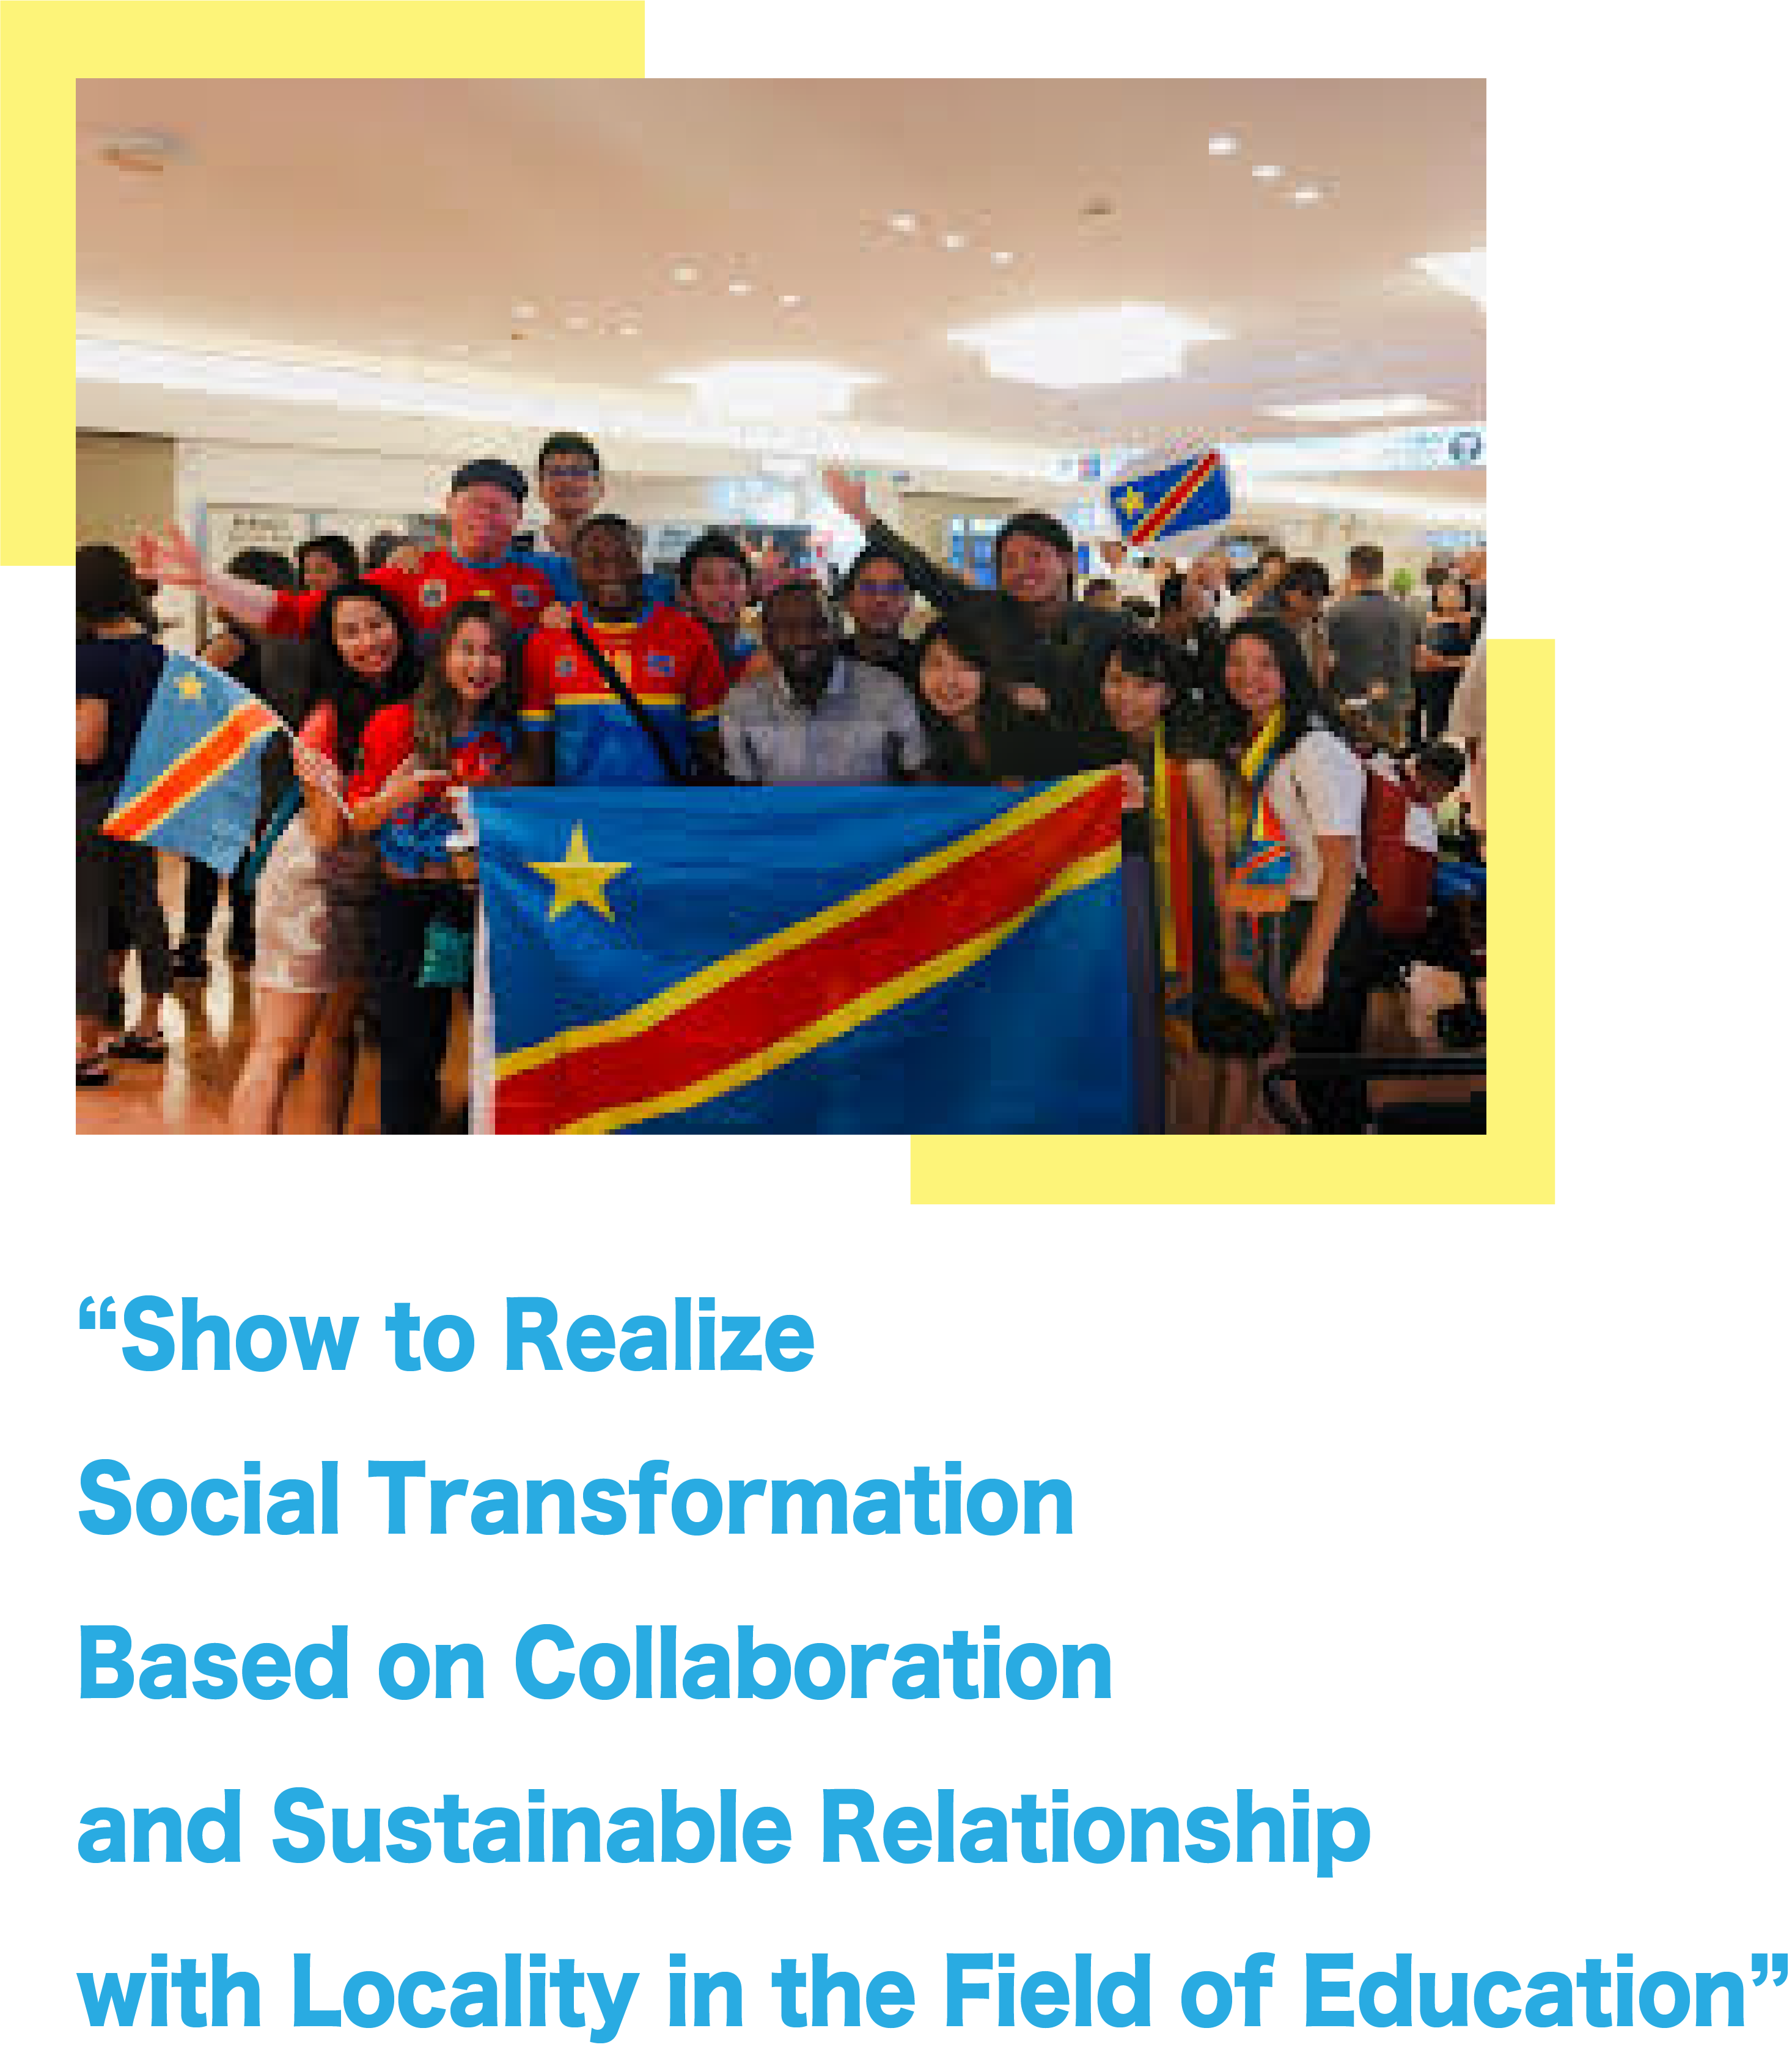 “Show to Realize
Social Transformation
Based on Collaboration
and Sustainable Relationship
with Locality in the Field of Education”